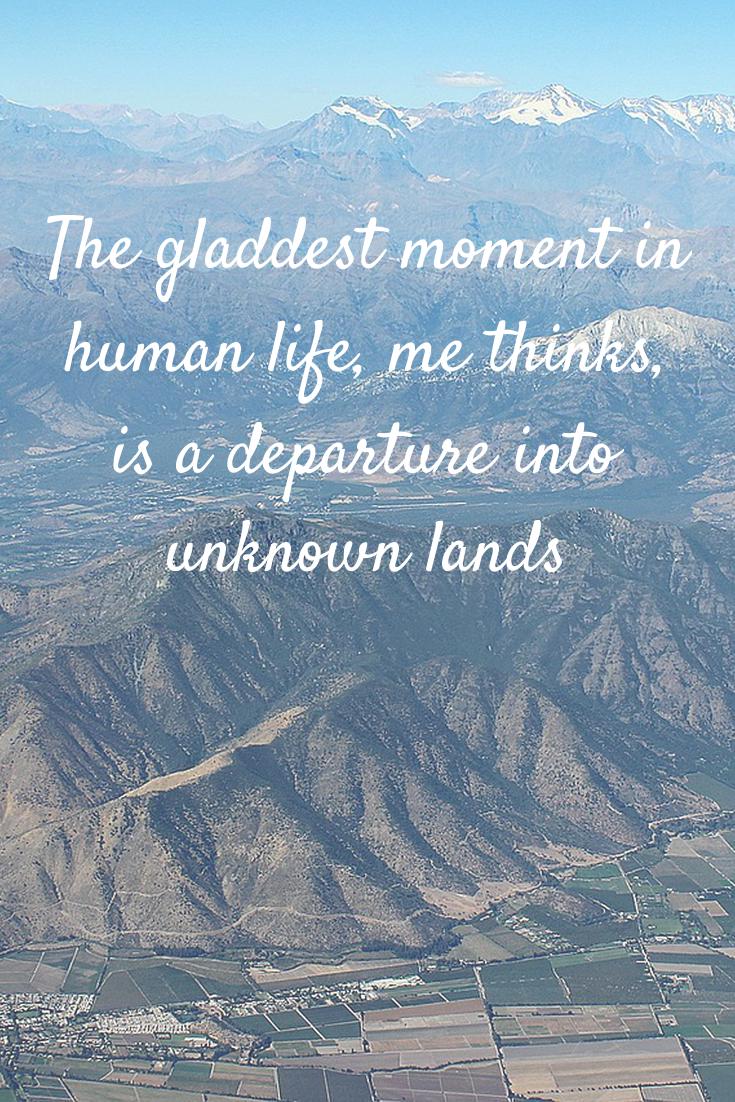 The gladdest moment in
human life, me thinks,
is a departure into
unknown lands